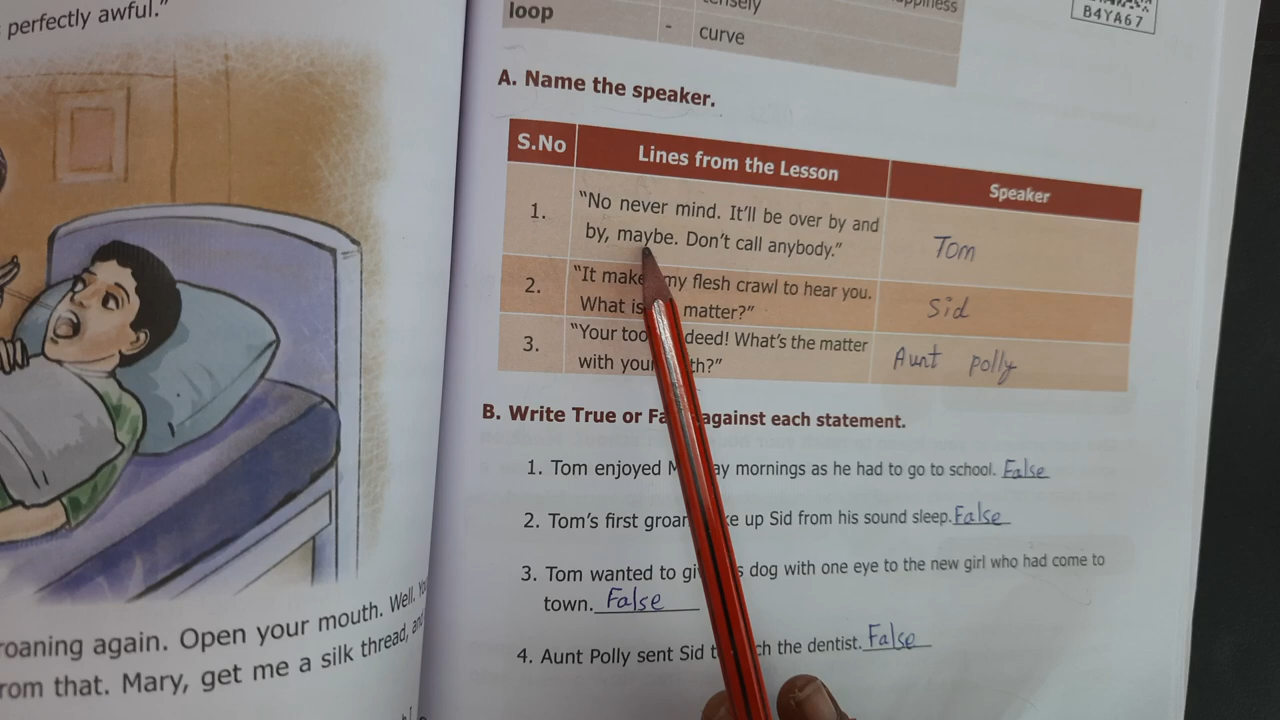 perfectly awful."
roaning again. Open your mouth. Well.
rom that. Mary, get me a silk thread,
loop - curve
B4YA67
A. Name the speaker.
S.No Lines from the Lesson Speaker
1. "No never mind. It'll be over by and
by, maybe. Don't call anybody." Tom
2. "It make my flesh crawl to hear you.
What is matter?" Sid
3. "Your too deed! What's the matter
with your th?" Aunt polly
B. Write True or Fa against each statement.
1. Tom enjoyed M ay mornings as he had to go to school. False
2. Tom's first groan ke up Sid from his sound sleep. False
3. Tom wanted to gi s dog with one eye to the new girl who had come to
town. False
4. Aunt Polly sent Sid t ch the dentist. False